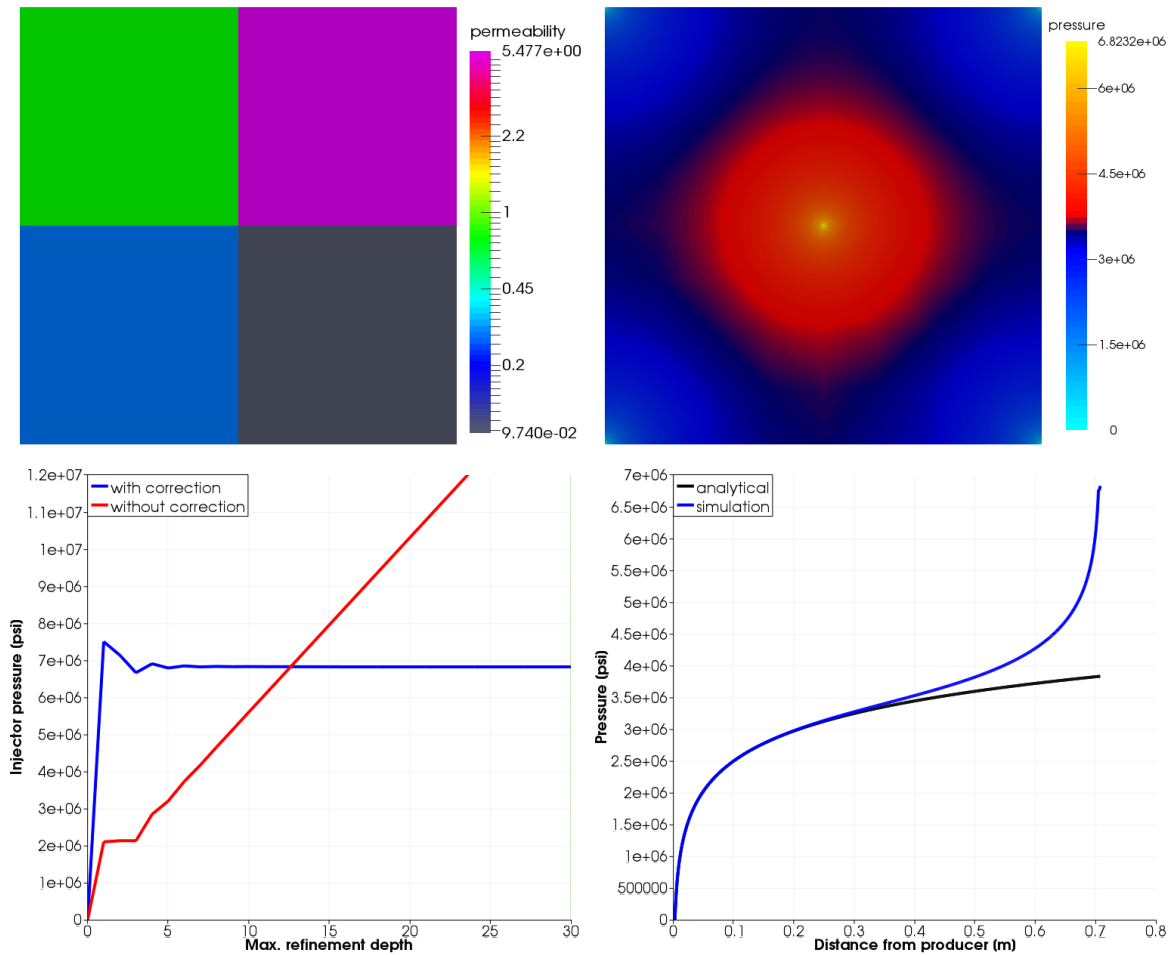 permeability
5.477e+00
2.2
1
0.45
0.2
9.740e-02
pressure
6.8232e+06
6e+06
4.5e+06
3e+06
1.5e+06
0
with correction
without correction
Injector pressure (psi)
1.2e+07
1.1e+07
1e+07
9e+06
8e+06
7e+06
6e+06
5e+06
4e+06
3e+06
2e+06
1e+06
0
0 5 10 15 20 25 30
Max. refinement depth
analytical
simulation
Pressure (psi)
7e+06
6.5e+06
6e+06
5.5e+06
5e+06
4.5e+06
4e+06
3.5e+06
3e+06
2.5e+06
2e+06
1.5e+06
1e+06
500000
0
0 0.1 0.2 0.3 0.4 0.5 0.6 0.7 0.8
Distance from producer (m)